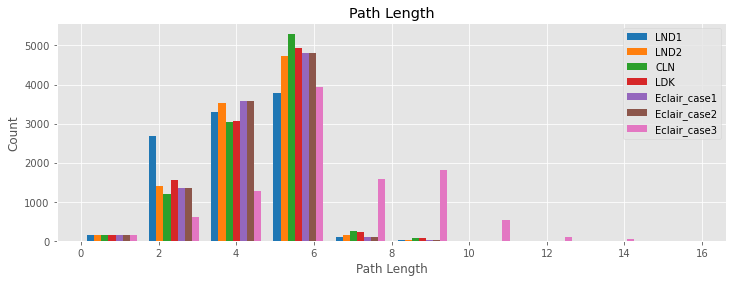 Path Length
5000
4000
3000
2000
1000
0
Count
0 2 4 6 8 10 12 14 16
Path Length
LND1
LND2
CLN
LDK
Eclair_case1
Eclair_case2
Eclair_case3